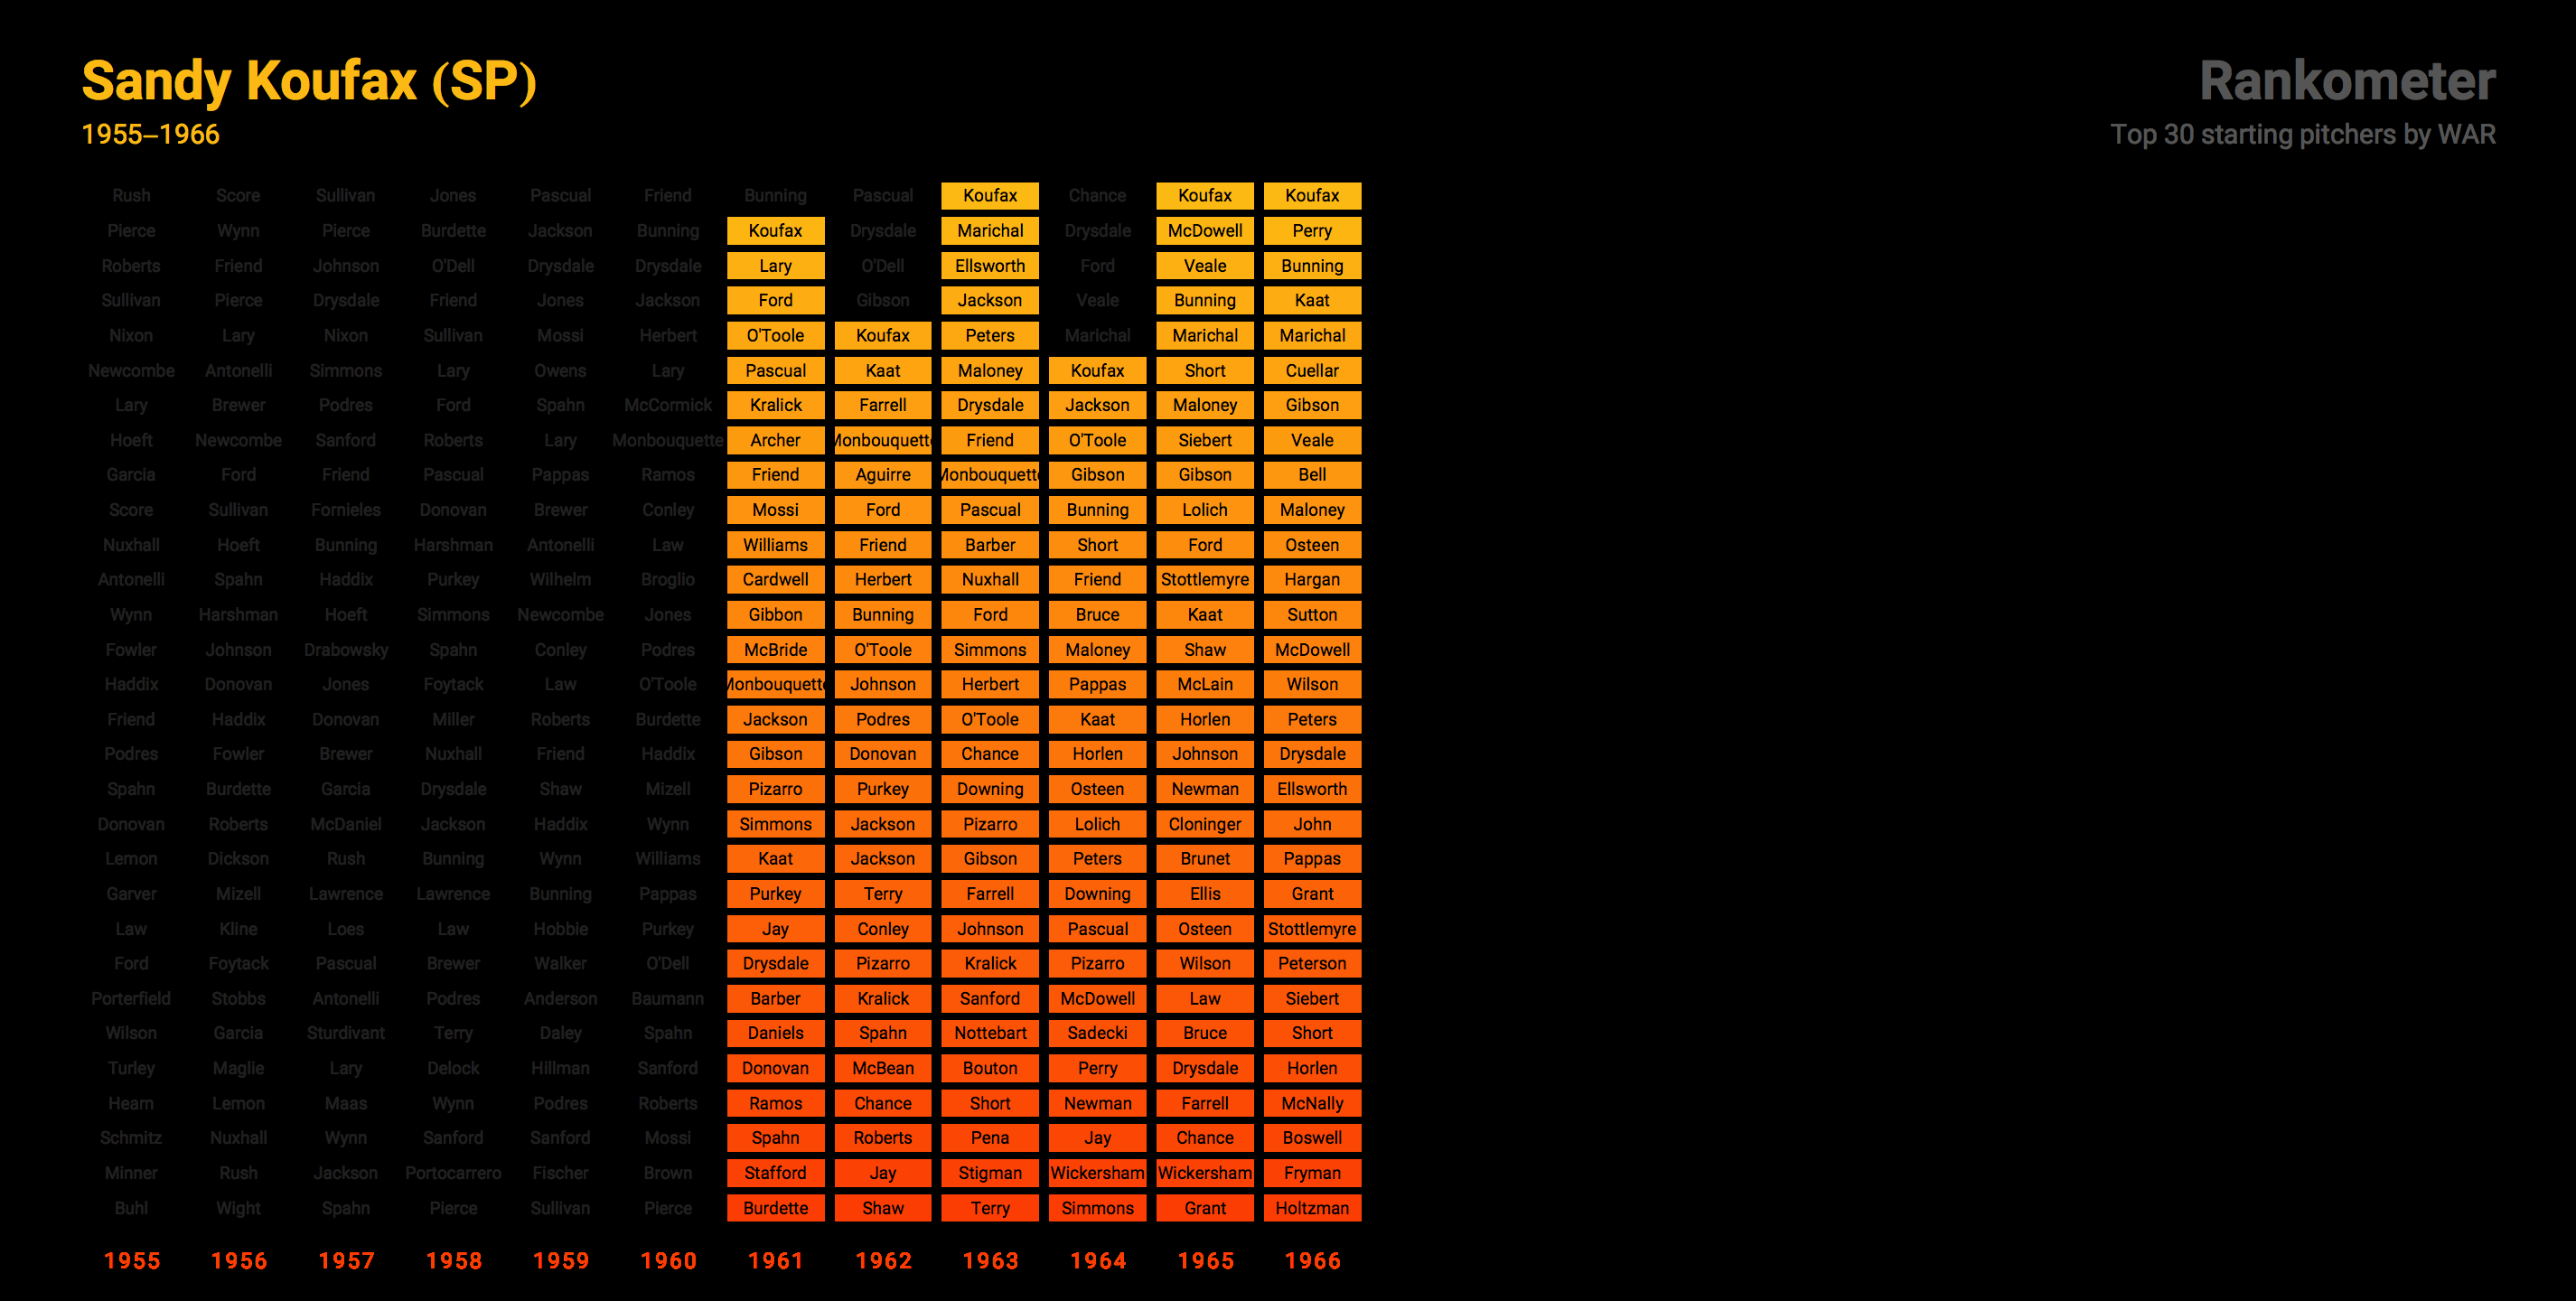 Sandy Koufax (SP)
1955–1966
Rankometer
Top 30 starting pitchers by WAR
Rush Score Sullivan Jones Pascual Friend Bunning Pascual Koufax Chance Koufax Koufax
Pierce Wynn Pierce Burdette Jackson Bunning Koufax Drysdale Marichal Drysdale McDowell Perry
Roberts Friend Johnson O'Dell Drysdale Drysdale Lary O'Dell Ellsworth Ford Veale Bunning
Sullivan Pierce Drysdale Friend Jones Jackson Ford Gibson Jackson Veale Bunning Kaat
Nixon Lary Nixon Sullivan Mossi Herbert O'Toole Koufax Peters Marichal Marichal Marichal
Newcombe Antonelli Simmons Lary Owens Lary Pascual Kaat Maloney Koufax Short Cuellar
Lary Brewer Podres Ford Spahn McCormick Kralick Farrell Drysdale Jackson Maloney Gibson
Hoeft Newcombe Sanford Roberts Lary Monbouquette Archer Monbouquette Friend O'Toole Siebert Veale
Garcia Ford Friend Pascual Pappas Ramos Friend Aguirre Monbouquette Gibson Gibson Bell
Score Sullivan Fornieles Donovan Brewer Conley Mossi Ford Pascual Bunning Lolich Maloney
Nuxhall Hoeft Bunning Harshman Antonelli Law Williams Friend Barber Short Ford Osteen
Antonelli Spahn Haddix Purkey Wilhelm Broglio Cardwell Herbert Nuxhall Friend Stottlemyre Hargan
Wynn Harshman Hoeft Simmons Newcombe Jones Gibbon Bunning Ford Bruce Kaat Sutton
Fowler Johnson Drabowsky Spahn Conley Podres McBride O'Toole Simmons Maloney Shaw McDowell
Haddix Donovan Jones Foytack Law O'Toole Monbouquette Johnson Herbert Pappas McLain Wilson
Friend Haddix Donovan Miller Roberts Burdette Jackson Podres O'Toole Kaat Horlen Peters
Podres Fowler Brewer Nuxhall Friend Haddix Gibson Donovan Chance Horlen Johnson Drysdale
Spahn Burdette Garcia Drysdale Shaw Mizell Pizarro Purkey Downing Osteen Newman Ellsworth
Donovan Roberts McDaniel Jackson Haddix Wynn Simmons Jackson Pizarro Lolich Cloninger John
Lemon Dickson Rush Bunning Wynn Williams Kaat Jackson Gibson Peters Brunet Pappas
Garver Mizell Lawrence Lawrence Bunning Pappas Purkey Terry Farrell Downing Ellis Grant
Law Kline Loes Law Hobbie Purkey Jay Conley Johnson Pascual Osteen Stottlemyre
Ford Foytack Pascual Brewer Walker O'Dell Drysdale Pizarro Kralick Pizarro Wilson Peterson
Porterfield Stobbs Antonelli Podres Anderson Baumann Barber Kralick Sanford McDowell Law Siebert
Wilson Garcia Sturdivant Terry Daley Spahn Daniels Spahn Nottebart Sadecki Bruce Short
Turley Maglie Lary Delock Hillman Sanford Donovan McBean Bouton Perry Drysdale Horlen
Hearn Lemon Maas Wynn Podres Roberts Ramos Chance Short Newman Farrell McNally
Schmitz Nuxhall Wynn Sanford Sanford Mossi Spahn Roberts Pena Jay Chance Boswell
Minner Rush Jackson Portocarrero Fischer Brown Stafford Jay Stigman Wickersham Wickersham Fryman
Buhl Wight Spahn Pierce Sullivan Pierce Burdette Shaw Terry Simmons Grant Holtzman
1955 1956 1957 1958 1959 1960 1961 1962 1963 1964 1965 1966